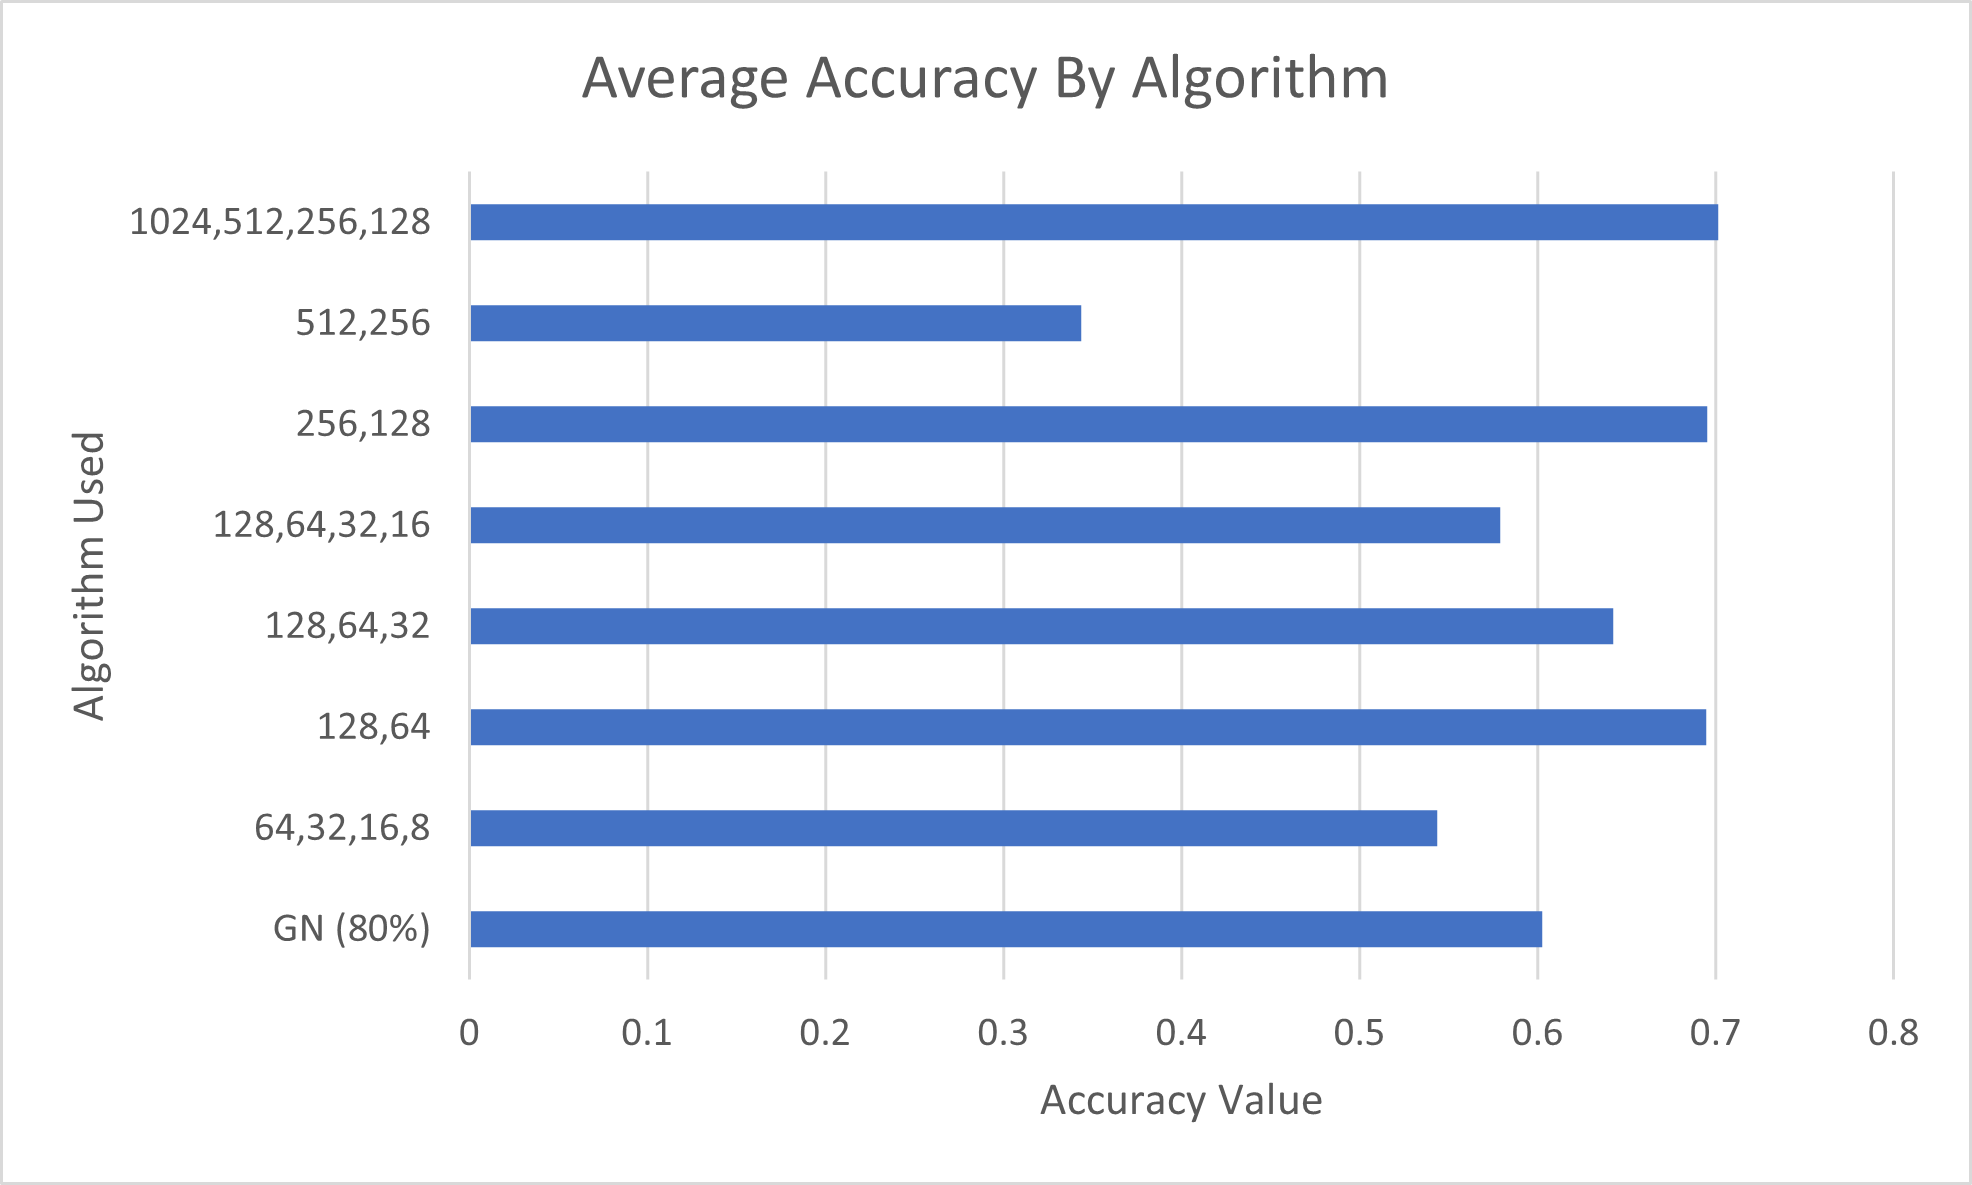 Average Accuracy By Algorithm
Algorithm Used
1024,512,256,128
512,256
256,128
128,64,32,16
128,64,32
128,64
64,32,16,8
GN (80%)
0 0.1 0.2 0.3 0.4 0.5 0.6 0.7 0.8
Accuracy Value